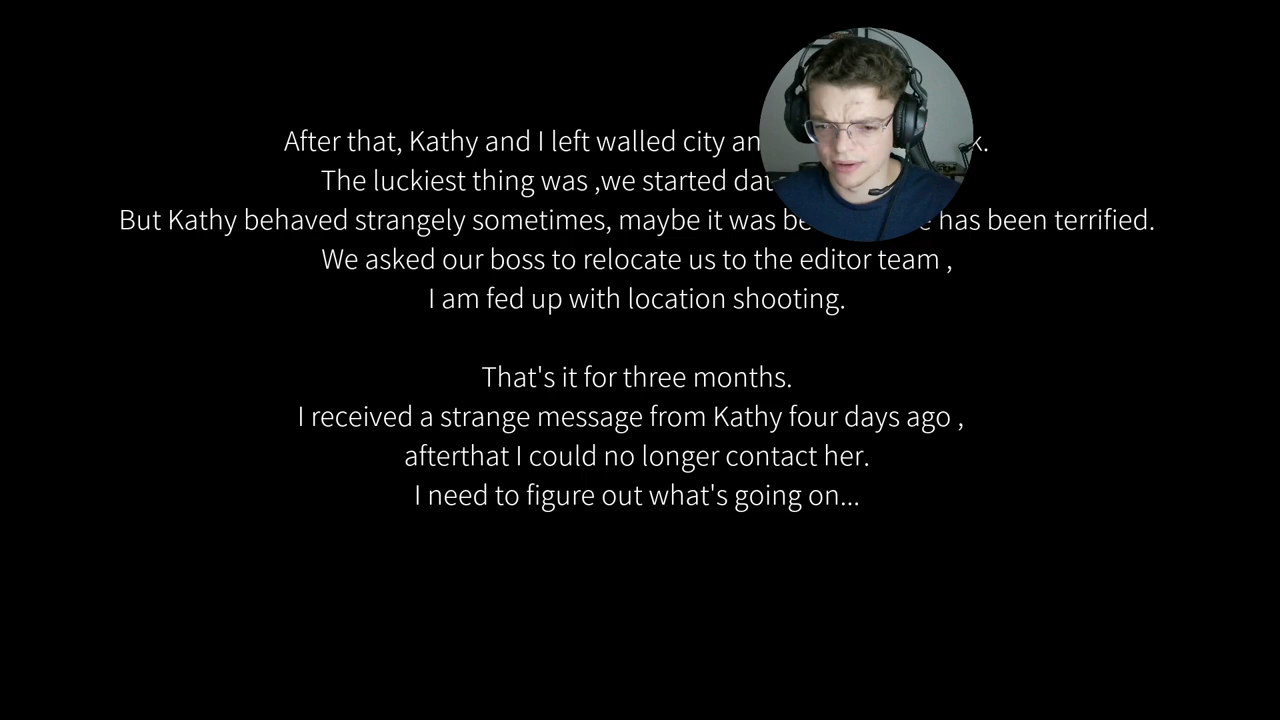 After that, Kathy and I left walled city k.
The luckiest thing was ,we started
But Kathy behaved strangely sometimes, maybe it was has been terrified.
We asked our boss to relocate us to the editor team ,
I am fed up with location shooting.
That's it for three months.
I received a strange message from Kathy four days ago ,
afterthat I could no longer contact her.
I need to figure out what's going on...